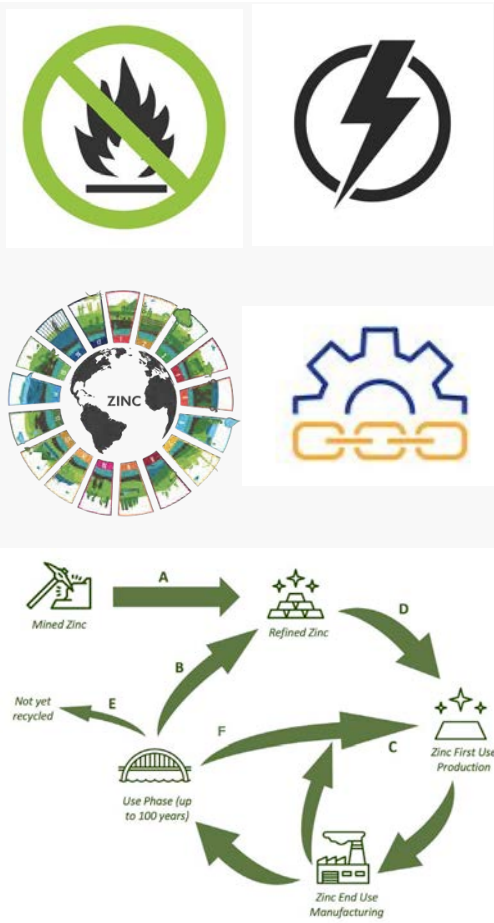 ZINC
A
Mined Zinc
Refined Zinc
D
B
Not yet
recycled
E
F
C
Zinc First Use
Production
Use Phase (up
to 100 years)
Zinc End Use
Manufacturing